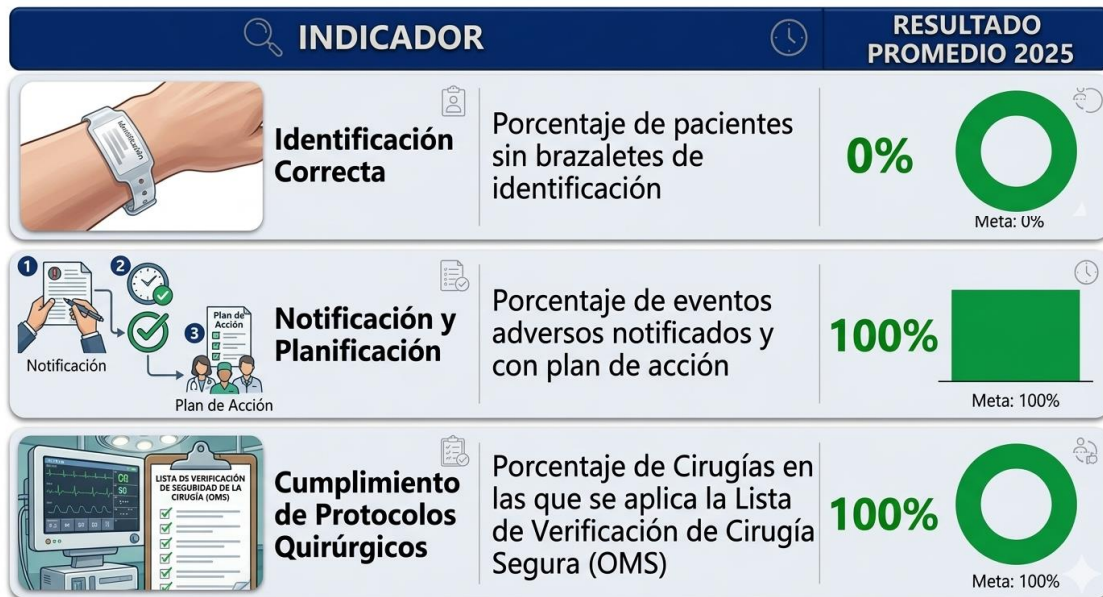 INDICADOR
RESULTADO
PROMEDIO 2025
Identificación
Identificación
Correcta
Porcentaje de pacientes
sin brazaletes de
identificación
0%
Meta: 0%
1
2
3
Notificación
Plan de
Acción
Plan de Acción
Notificación y
Planificación
Porcentaje de eventos
adversos notificados y
con plan de acción
100%
Meta: 100%
LISTA DS VERIFICACIÓN
DE SEGURIDAD DE LA
CIRUGÍA (OMS)
Cumplimiento
de Protocolos
Quirúrgicos
Porcentaje de Cirugías en
las que se aplica la Lista
de Verificación de Cirugía
Segura (OMS)
100%
Meta: 100%